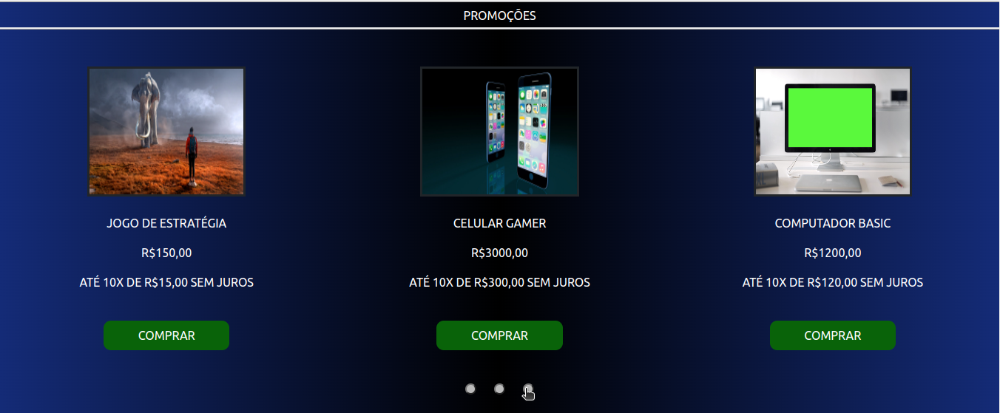 PROMOÇÕES
JOGO DE ESTRATÉGIA
R$150,00
ATÉ 10X DE R$15,00 SEM JUROS
COMPRAR
CELULAR GAMER
R$3000,00
ATÉ 10X DE R$300,00 SEM JUROS
COMPRAR
COMPUTADOR BASIC
R$1200,00
ATÉ 10X DE R$120,00 SEM JUROS
COMPRAR